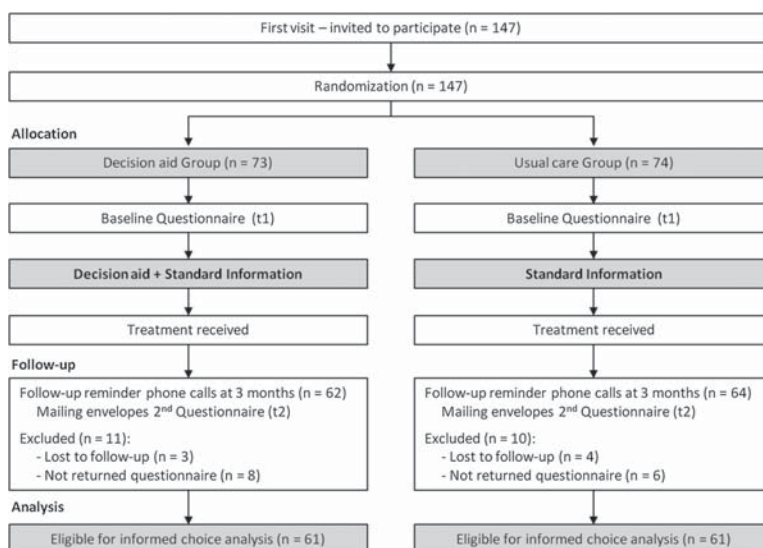 First visit – invited to participate (n = 147)
Randomization (n = 147)
Allocation
Decision aid Group (n = 73)
Usual care Group (n = 74)
Baseline Questionnaire (t1)
Baseline Questionnaire (t1)
Decision aid + Standard Information
Standard Information
Treatment received
Treatment received
Follow-up
Follow-up reminder phone calls at 3 months (n = 62)
Mailing envelopes 2nd Questionnaire (t2)
Excluded (n = 11):
- Lost to follow-up (n = 3)
- Not returned questionnaire (n = 8)
Follow-up reminder phone calls at 3 months (n = 64)
Mailing envelopes 2nd Questionnaire (t2)
Excluded (n = 10):
- Lost to follow-up (n = 4)
- Not returned questionnaire (n = 6)
Analysis
Eligible for informed choice analysis (n = 61)
Eligible for informed choice analysis (n = 61)